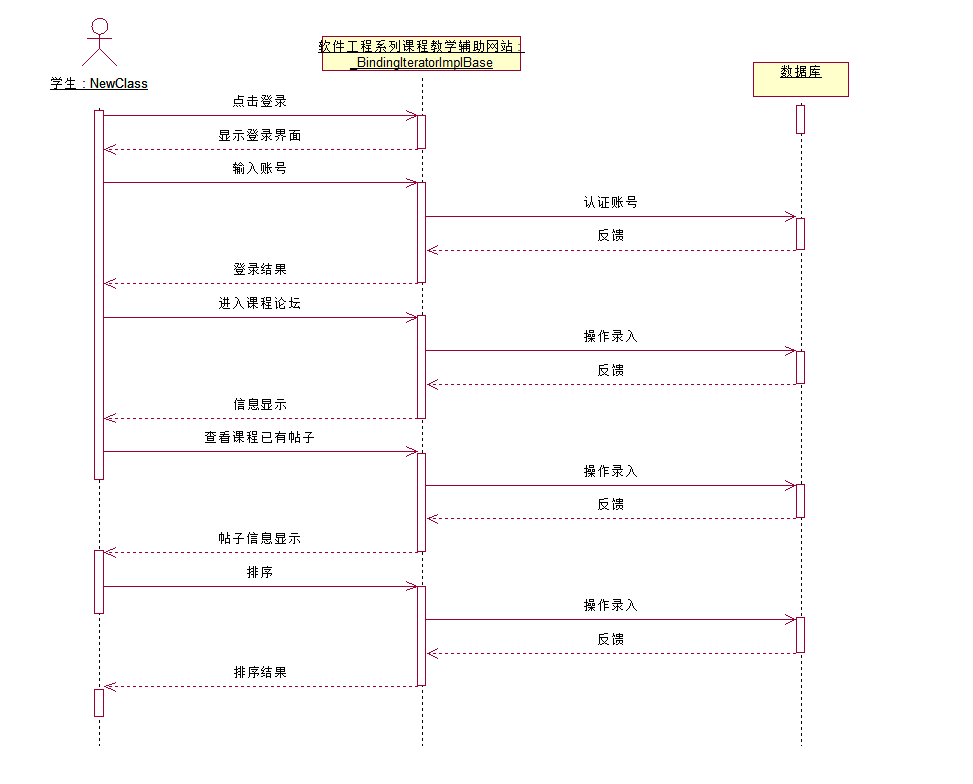 软件工程系列课程教学辅助网站 :
_BindingIteratorImplBase
数据库
学生 : NewClass
点击登录
显示登录界面
输入账号
认证账号
反馈
登录结果
进入课程论坛
操作录入
反馈
信息显示
查看课程已有帖子
操作录入
反馈
帖子信息显示
排序
操作录入
反馈
排序结果